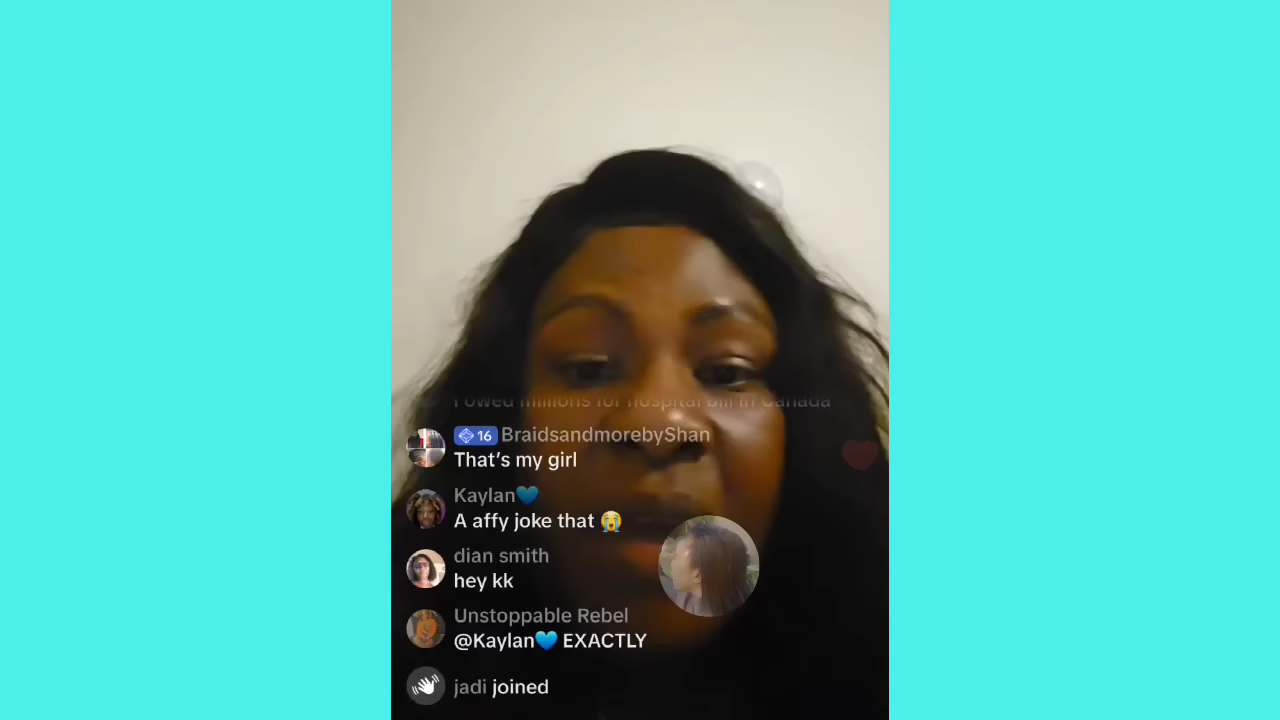 I owed millions for hospital bill in Canada
16 BraidsandmorebyShan
That's my girl
Kaylan💙
A affy joke that 😭
dian smith
hey kk
Unstoppable Rebel
@Kaylan💙 EXACTLY
jadi joined